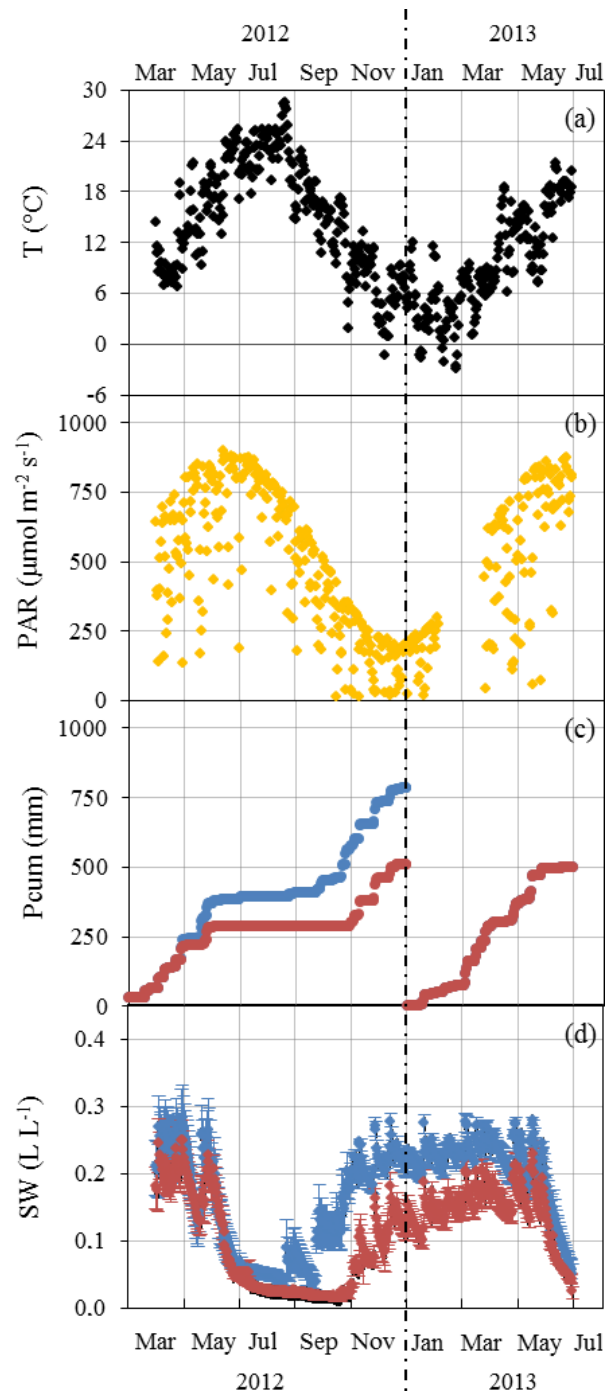 2012 2013
Mar May Jul Sep Nov Jan Mar May Jul
30
24
18
12
6
0
-6
T (°C)
(a)
1000
750
500
250
0
PAR (µmol m-2 s-1)
(b)
1000
750
500
250
0
Pcum (mm)
(c)
0.4
0.3
0.2
0.1
0.0
SW (L L-1)
(d)
Mar May Jul Sep Nov Jan Mar May Jul
2012 2013